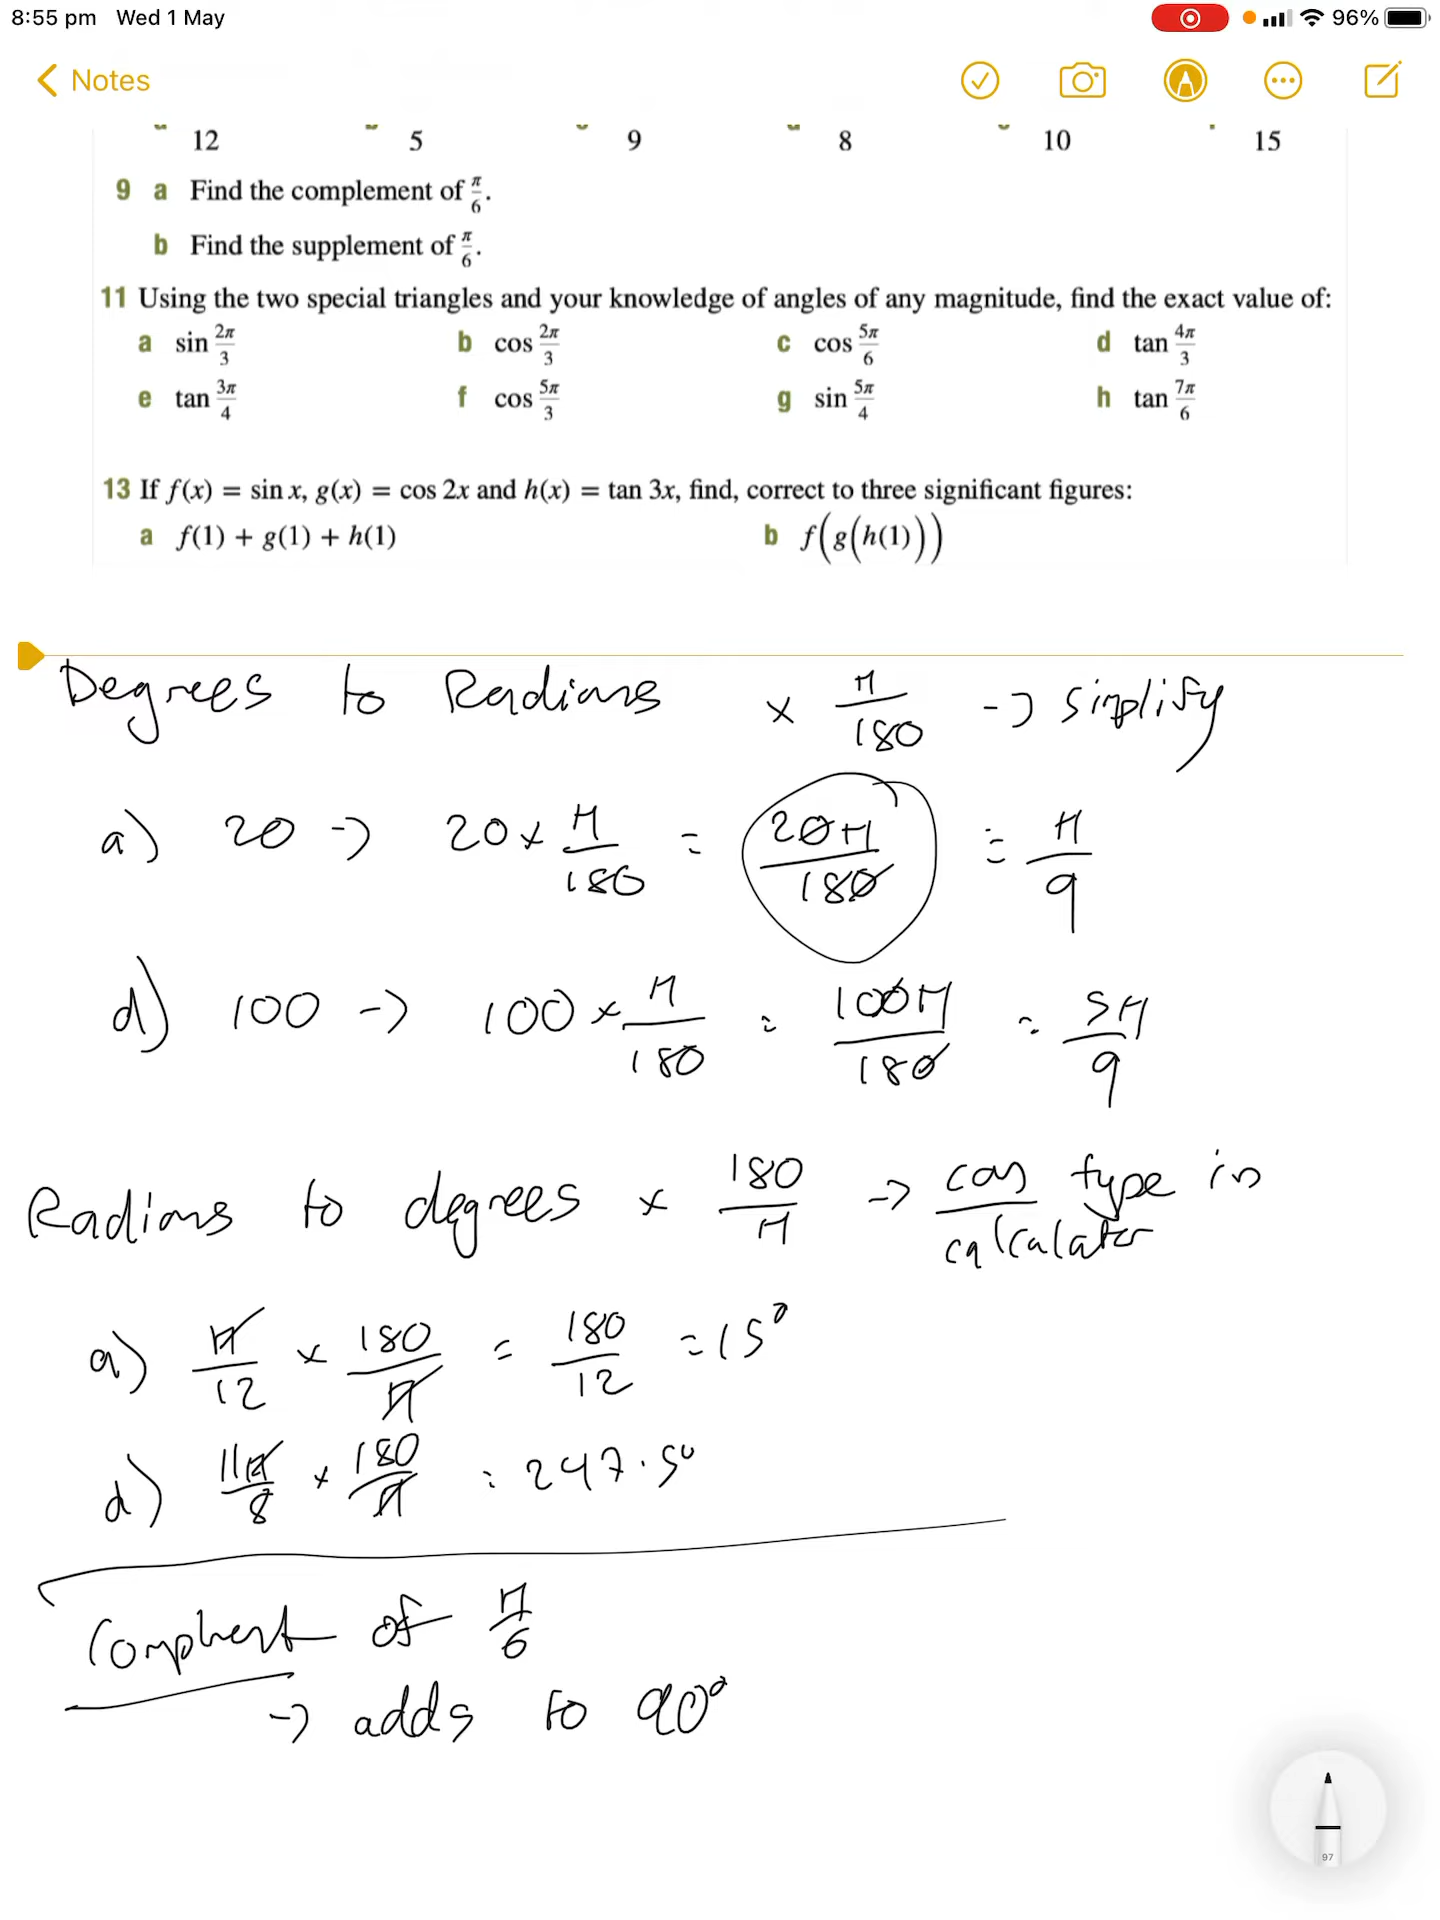 8:55 pm Wed 1 May 96%
Notes
12 5 9 8 10 15
9 a Find the complement of π/6.
b Find the supplement of π/6.
11 Using the two special triangles and your knowledge of angles of any magnitude, find the exact value of:
a sin 2π/3 b cos 2π/3 c cos 5π/6 d tan 4π/3
e tan 3π/4 f cos 5π/3 g sin 5π/4 h tan 7π/6
13 If f(x) = sin x, g(x) = cos 2x and h(x) = tan 3x, find, correct to three significant figures:
a f(1) + g(1) + h(1) b f(g(h(1)))
Degrees to Radians × π/180 -> simplify
a) 20 -> 20 × π/180 = 20π/180 = π/9
d) 100 -> 100 × π/180 = 100π/180 = 5π/9
Radians to degrees × 180/π -> can type in
calculator
a) π/12 × 180/π = 180/12 = 15°
d) 11π/8 × 180/π = 247.5°
of π/6
-> adds to 90°
97